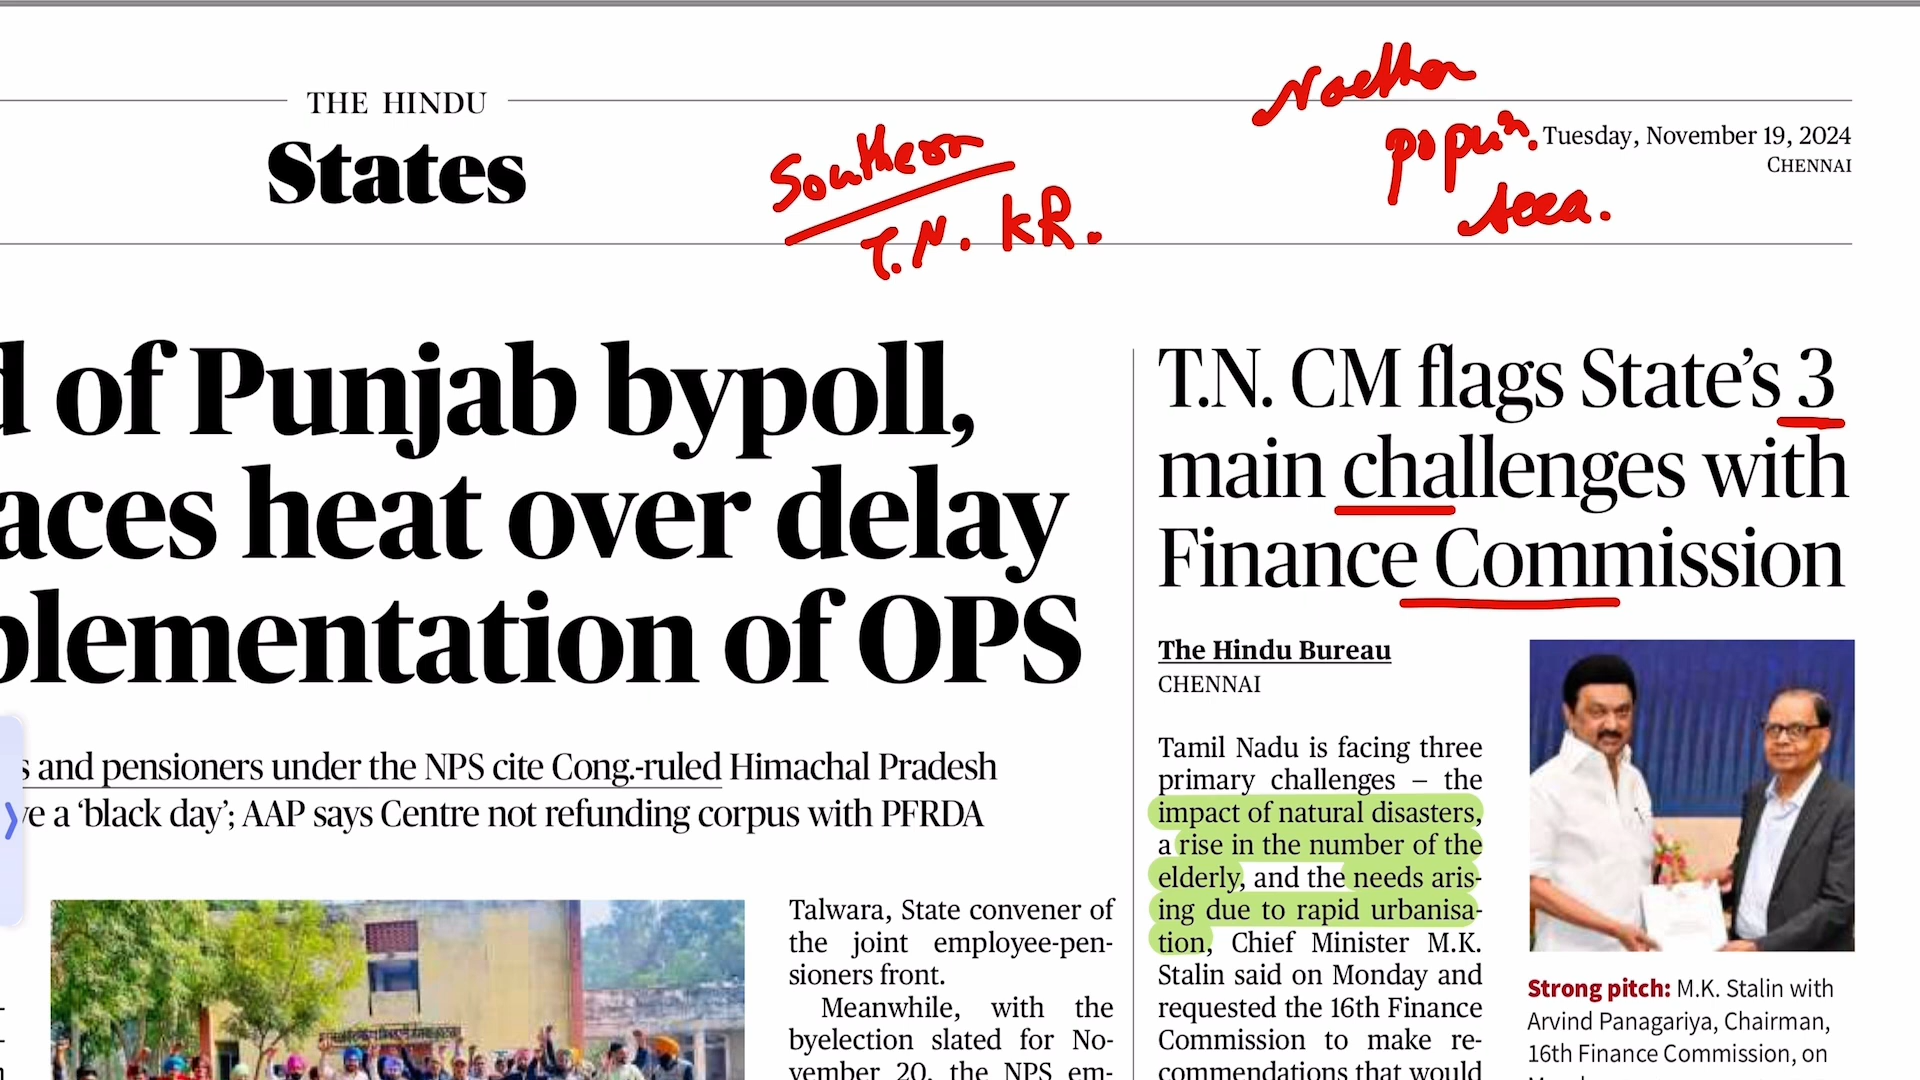 THE HINDU
States
Southern
T.N. KR.
popun.
Area.
Tuesday, November 19, 2024
CHENNAI
d of Punjab bypoll,
aces heat over delay
plementation of OPS
s and pensioners under the NPS cite Cong.-ruled Himachal Pradesh
ve a ‘black day’; AAP says Centre not refunding corpus with PFRDA
Talwara, State convener of
the joint employee-pen-
sioners front.
Meanwhile, with the
byelection slated for No-
vember 20, the NPS em-
T.N. CM flags State’s 3
main challenges with
Finance Commission
The Hindu Bureau
CHENNAI
Tamil Nadu is facing three
primary challenges – the
impact of natural disasters,
a rise in the number of the
elderly, and the needs aris-
ing due to rapid urbanisa-
tion, Chief Minister M.K.
Stalin said on Monday and
requested the 16th Finance
Commission to make re-
commendations that would
Strong pitch: M.K. Stalin with
Arvind Panagariya, Chairman,
16th Finance Commission, on